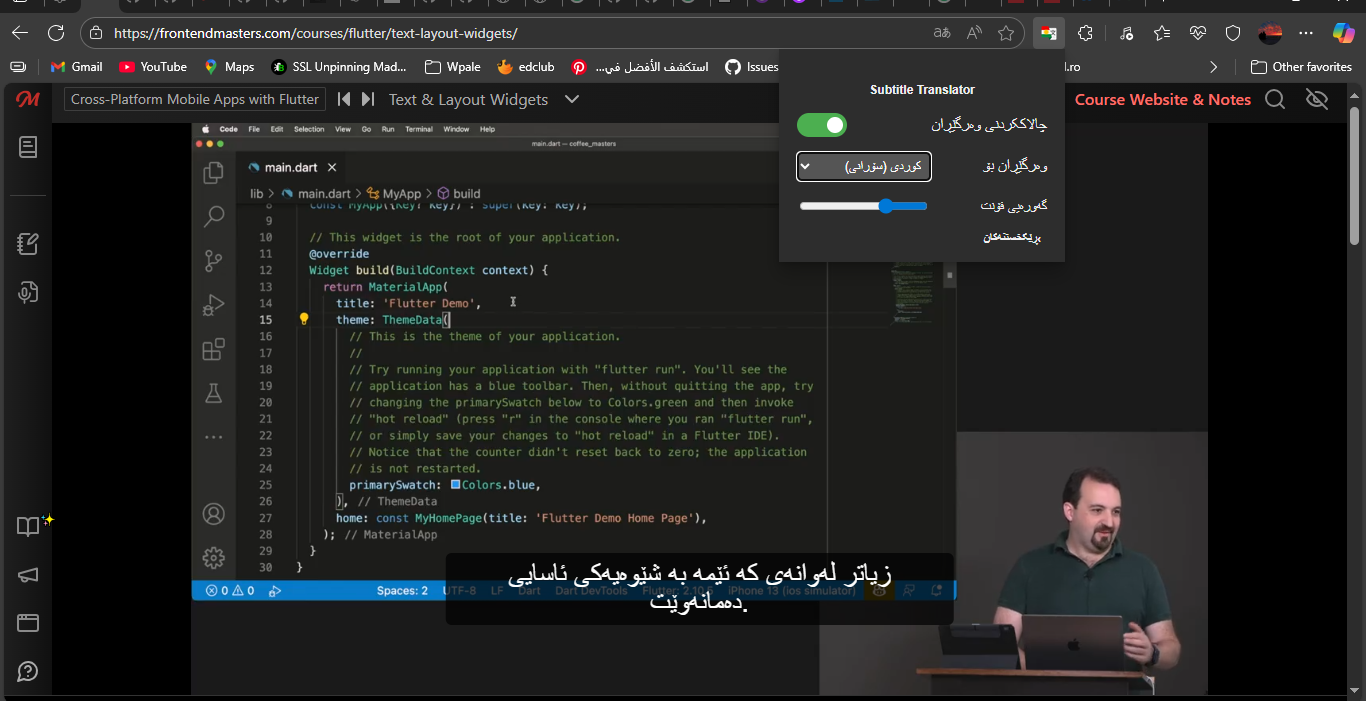 https://frontendmasters.com/courses/flutter/text-layout-widgets/
Gmail
YouTube
Maps
SSL Unpinning Mad...
Wpale
edclub
استكشف الأفضل في...
Issues
l.ro
Other favorites
Cross-Platform Mobile Apps with Flutter
Text & Layout Widgets
Course Website & Notes
Subtitle Translator
چالاککردنی وەرگێڕان
وەرگێڕان بۆ
کوردی (سۆرانی)
گەورەیی فۆنت
ڕێکخستنەکان
Code File Edit Selection View Go Run Terminal Window Help
main.dart — coffee_masters
main.dart
lib > main.dart > MyApp > build
8 const MyApp({Key? key}) : super(key: key);
9
10 // This widget is the root of your application.
11 @override
12 Widget build(BuildContext context) {
13 return MaterialApp(
14 title: 'Flutter Demo',
15 theme: ThemeData(
16 // This is the theme of your application.
17 //
18 // Try running your application with "flutter run". You'll see the
19 // application has a blue toolbar. Then, without quitting the app, try
20 // changing the primarySwatch below to Colors.green and then invoke
21 // "hot reload" (press "r" in the console where you ran "flutter run",
22 // or simply save your changes to "hot reload" in a Flutter IDE).
23 // Notice that the counter didn't reset back to zero; the application
24 // is not restarted.
25 primarySwatch: Colors.blue,
26 ), // ThemeData
27 home: const MyHomePage(title: 'Flutter Demo Home Page'),
28 ); // MaterialApp
29 }
30 }
زیاتر لەوانەی کە ئێمە بە شێوەیەکی ئاسایی
دەمانەوێت.
0 0 Spaces: 2 UTF-8 LF Dart Dart DevTools Flutter: 2.10.5 iPhone 13 (ios simulator)